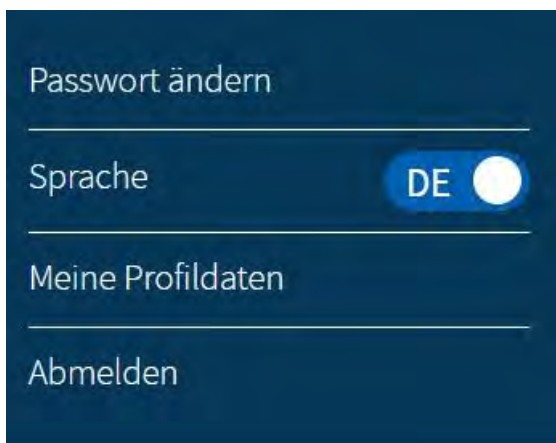 Passwort ändern
Sprache DE
Meine Profildaten
Abmelden